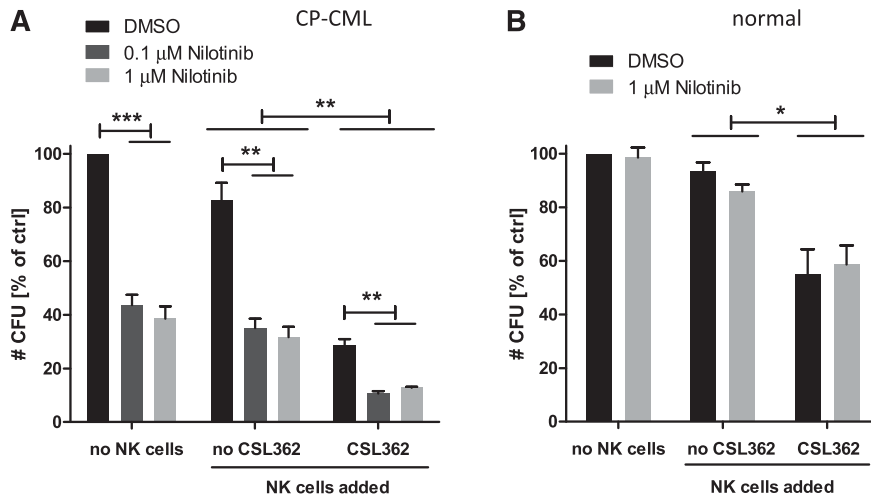 A
CP-CML
DMSO
0.1 μM Nilotinib
1 μM Nilotinib
***
**
**
**
# CFU [% of ctrl]
100
80
60
40
20
0
no NK cells
no CSL362
CSL362
NK cells added
B
normal
DMSO
1 μM Nilotinib
*
# CFU [% of ctrl]
100
80
60
40
20
0
no NK cells
no CSL362
CSL362
NK cells added